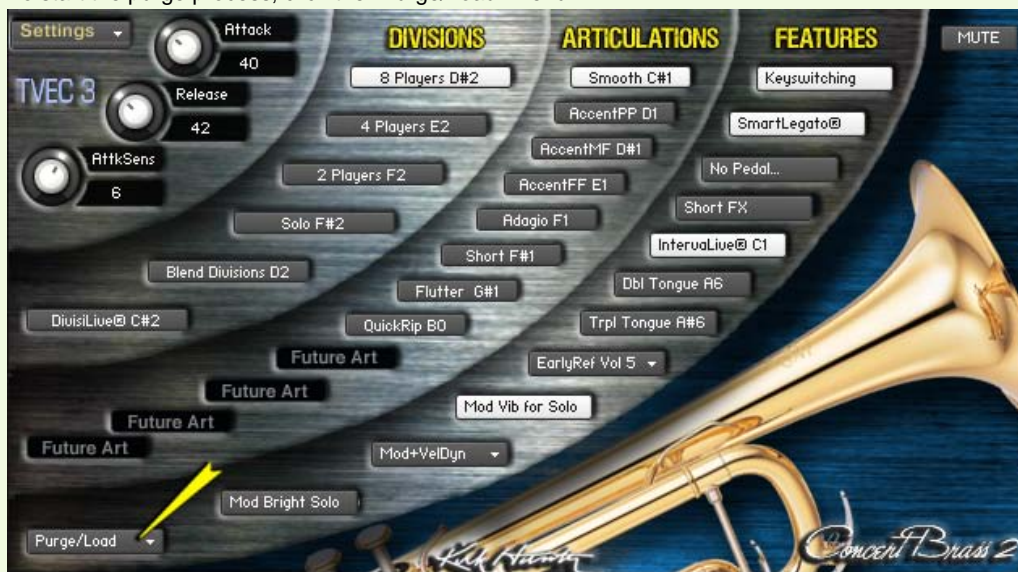 Settings
Attack
40
TVEC 3
Release
42
AttkSens
6
DIVISIONS
8 Players D#2
4 Players E2
2 Players F2
Solo F#2
Blend Divisions D2
DivisiLive® C#2
ARTICULATIONS
Smooth C#1
AccentPP D1
AccentMF D#1
AccentFF E1
Adagio F1
Short F#1
Flutter G#1
QuickRip B0
Future Art
Future Art
Future Art
Future Art
FEATURES
Keyswitching
SmartLegato®
No Pedal...
Short FX
IntervaLive® C1
Dbl Tongue A6
Trpl Tongue A#6
EarlyRef Vol 5
Mod Vib for Solo
Mod+VelDyn
Mod Bright Solo
Purge/Load
MUTE
Kirk Hunter
Concert Brass 2